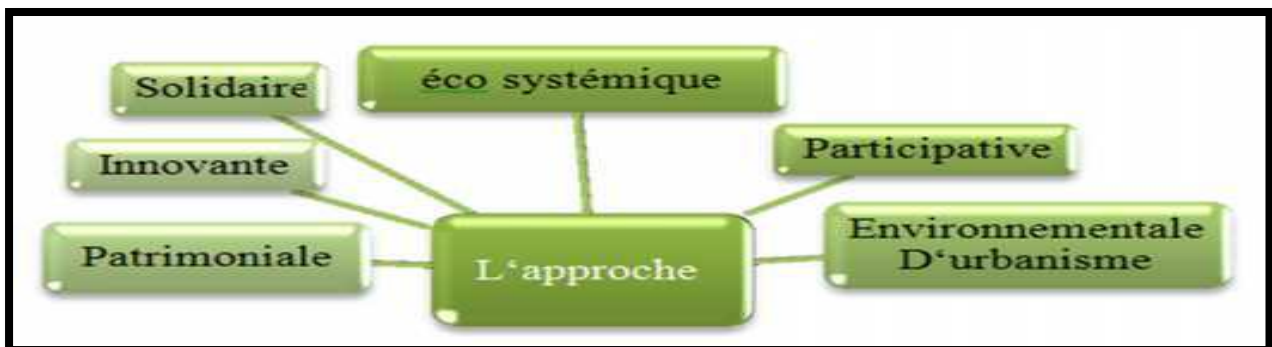 éco systémique
Solidaire
Participative
Innovante
Environnementale
D‘urbanisme
Patrimoniale
L‘approche